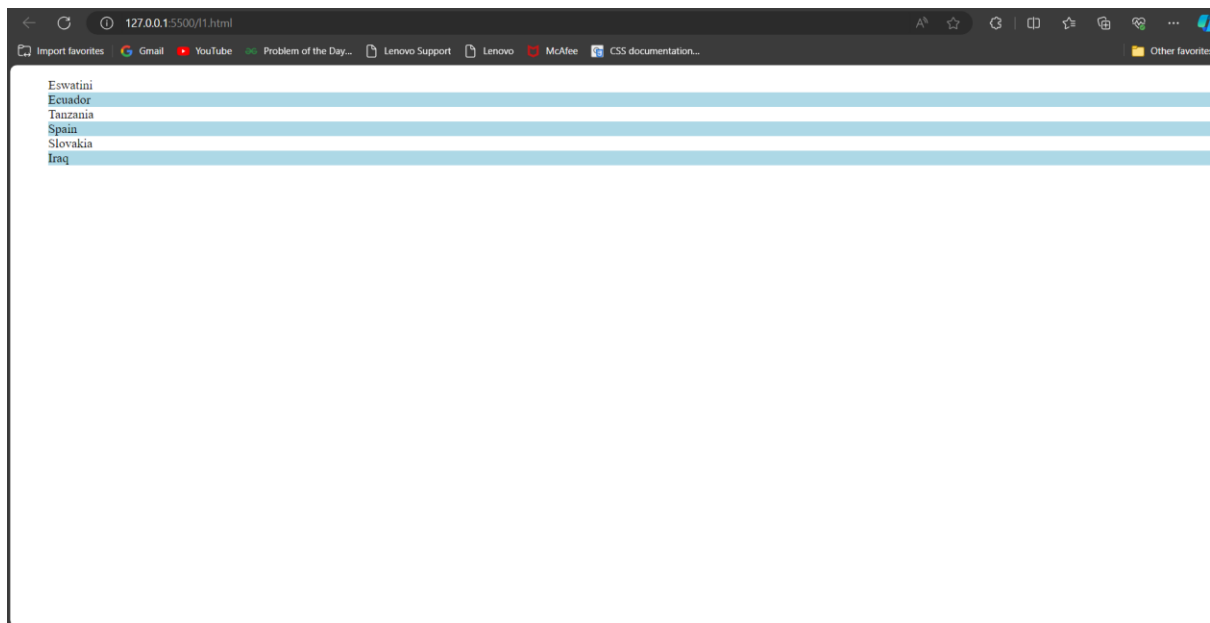 127.0.0.1:5500/l1.html
Import favorites Gmail YouTube Problem of the Day... Lenovo Support Lenovo McAfee CSS documentation... Other favorites
Eswatini
Ecuador
Tanzania
Spain
Slovakia
Iraq